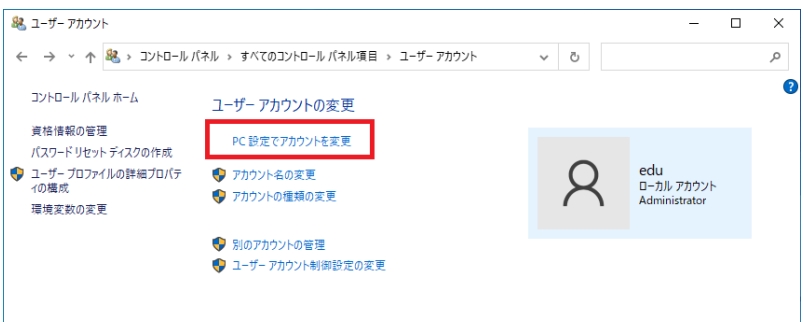 ユーザー アカウント
コントロール パネル › すべてのコントロール パネル項目 › ユーザー アカウント
コントロール パネル ホーム
資格情報の管理
パスワード リセット ディスクの作成
ユーザー プロファイルの詳細プロパテ
ィの構成
環境変数の変更
ユーザー アカウントの変更
PC 設定でアカウントを変更
アカウント名の変更
アカウントの種類の変更
別のアカウントの管理
ユーザー アカウント制御設定の変更
edu
ローカル アカウント
Administrator